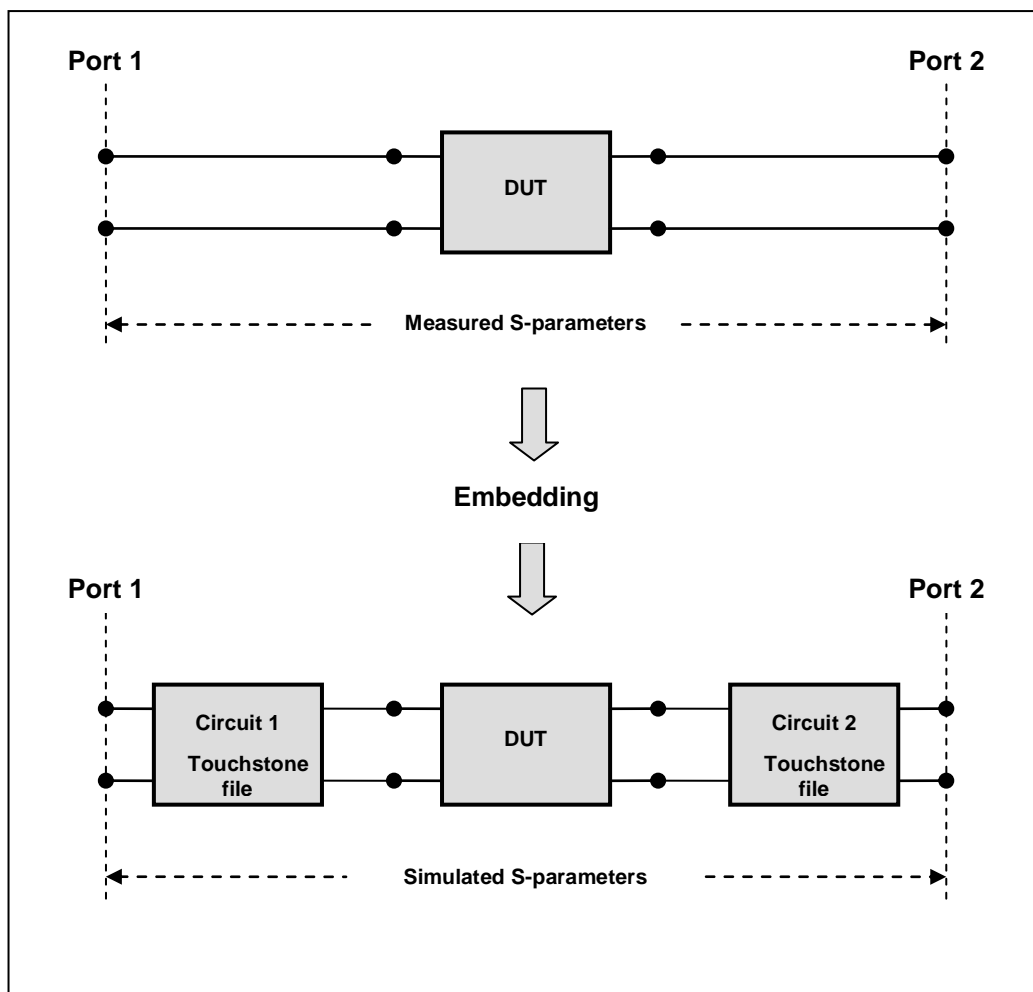 Port 1
Port 2
DUT
Measured S-parameters
Embedding
Port 1
Port 2
Circuit 1
Touchstone
file
DUT
Circuit 2
Touchstone
file
Simulated S-parameters